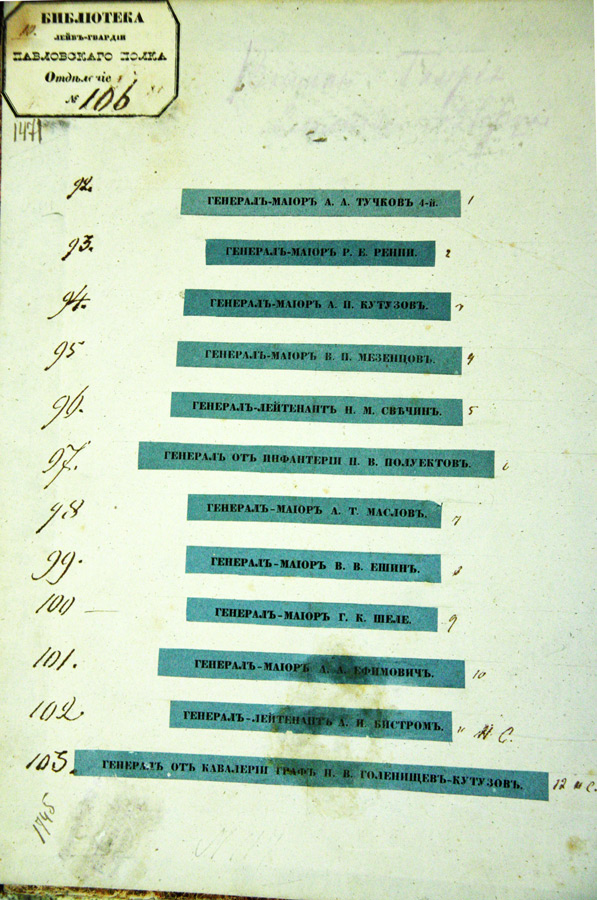 БИБЛІОТЕКА
10.
ЛЕЙБЪ-ГВАРДІИ
ПАВЛОВСКАГО ПОЛКА
Отдѣленіе
№ 106
1471
92. ГЕНЕРАЛЪ-МАІОРЪ А. А. ТУЧКОВЪ 4-й. 1
93. ГЕНЕРАЛЪ-МАІОРЪ Р. Е. РЕННИ. 2
94. ГЕНЕРАЛЪ-МАІОРЪ А. П. КУТУЗОВЪ. 3
95 ГЕНЕРАЛЪ-МАІОРЪ В. П. МЕЗЕНЦОВЪ. 4
96. ГЕНЕРАЛЪ-ЛЕЙТЕНАНТЪ Н. М. СВѢЧИНЪ. 5
97. ГЕНЕРАЛЪ ОТЪ ИНФАНТЕРІИ Н. В. ПОЛУЕКТОВЪ. 6
98 ГЕНЕРАЛЪ-МАІОРЪ А. Т. МАСЛОВЪ. 7
99. ГЕНЕРАЛЪ-МАІОРЪ В. В. ЕШИНЪ. 8
100 — ГЕНЕРАЛЪ-МАІОРЪ Г. К. ШЕЛЕ. 9
101. ГЕНЕРАЛЪ-МАІОРЪ А. А. ЕФИМОВИЧЪ. 10
102. ГЕНЕРАЛЪ-ЛЕЙТЕНАНТЪ А. И. БИСТРОМЪ. 11 н. С.
103. ГЕНЕРАЛЪ ОТЪ КАВАЛЕРІИ ГРАФЪ П. В. ГОЛЕНИЩЕВЪ-КУТУЗОВЪ. 12 н С.
1745